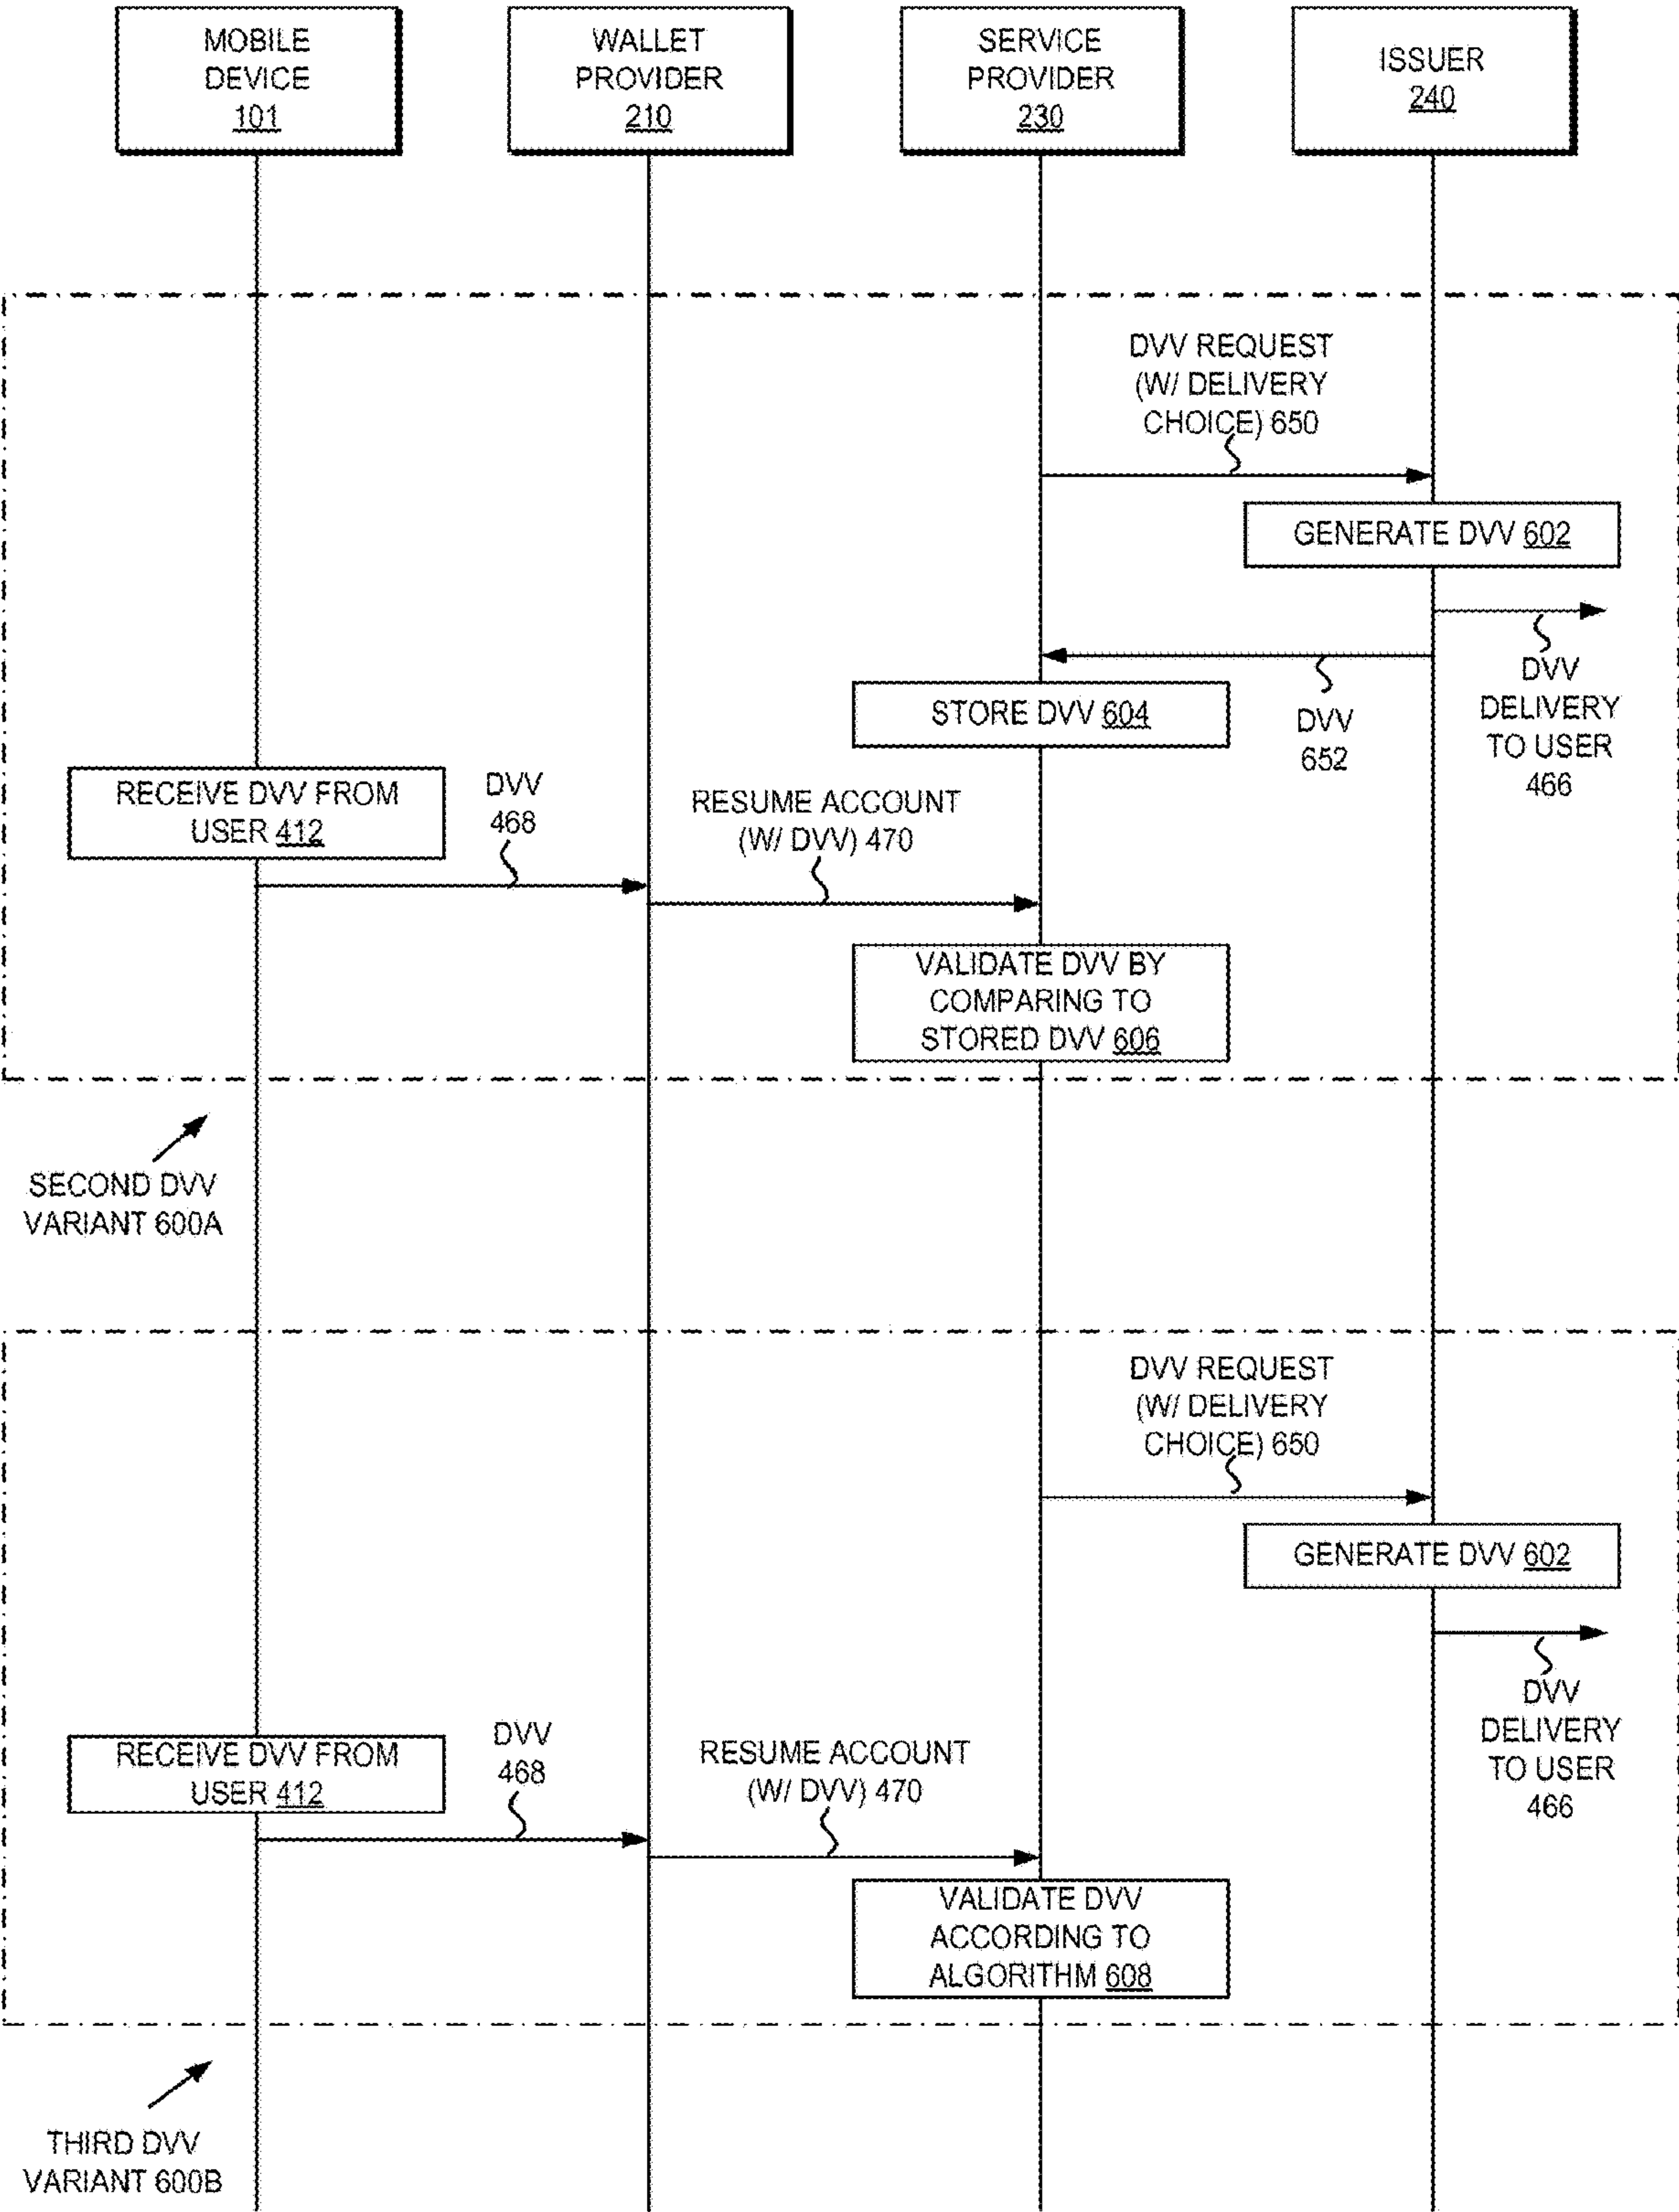 MOBILE
DEVICE
101
WALLET
PROVIDER
210
SERVICE
PROVIDER
230
ISSUER
240
DVV REQUEST
(W/ DELIVERY
CHOICE) 650
GENERATE DVV 602
DVV
DELIVERY
TO USER
466
DVV
652
STORE DVV 604
RECEIVE DVV FROM
USER 412
DVV
468
RESUME ACCOUNT
(W/ DVV) 470
VALIDATE DVV BY
COMPARING TO
STORED DVV 606
SECOND DVV
VARIANT 600A
DVV REQUEST
(W/ DELIVERY
CHOICE) 650
GENERATE DVV 602
DVV
DELIVERY
TO USER
466
RECEIVE DVV FROM
USER 412
DVV
468
RESUME ACCOUNT
(W/ DVV) 470
VALIDATE DVV
ACCORDING TO
ALGORITHM 608
THIRD DVV
VARIANT 600B